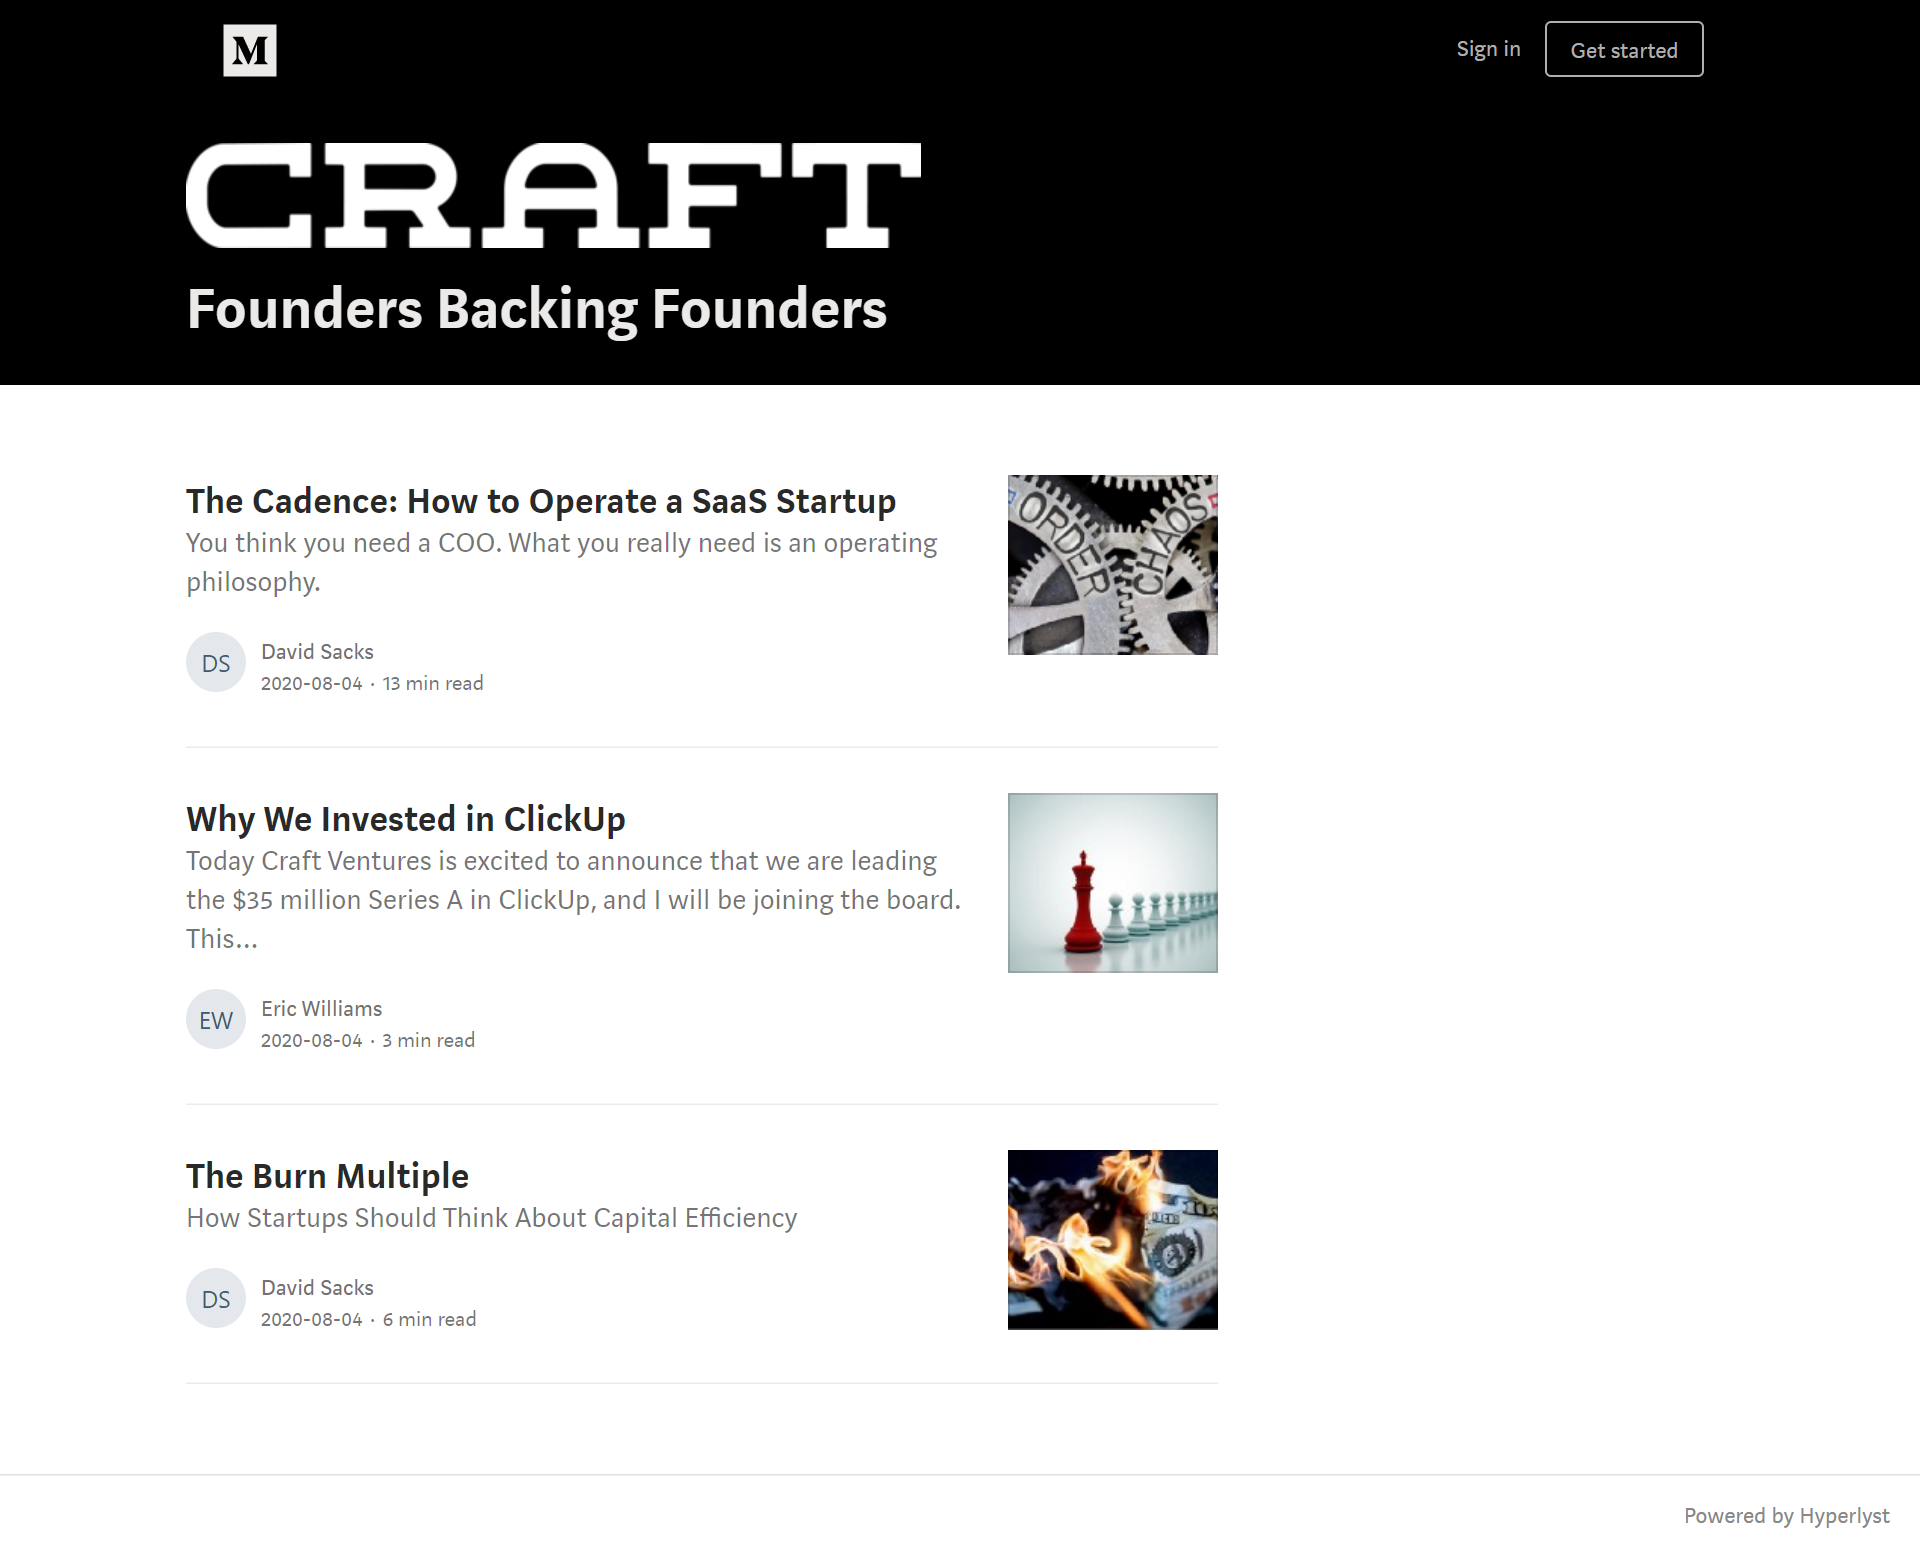 M
Sign in
Get started
CRAFT
Founders Backing Founders
The Cadence: How to Operate a SaaS Startup
You think you need a COO. What you really need is an operating
philosophy.
ORDER
CHAOS
DS
David Sacks
2020-08-04 · 13 min read
Why We Invested in ClickUp
Today Craft Ventures is excited to announce that we are leading
the $35 million Series A in ClickUp, and I will be joining the board.
This…
EW
Eric Williams
2020-08-04 · 3 min read
The Burn Multiple
How Startups Should Think About Capital Efficiency
DS
David Sacks
2020-08-04 · 6 min read
Powered by Hyperlyst